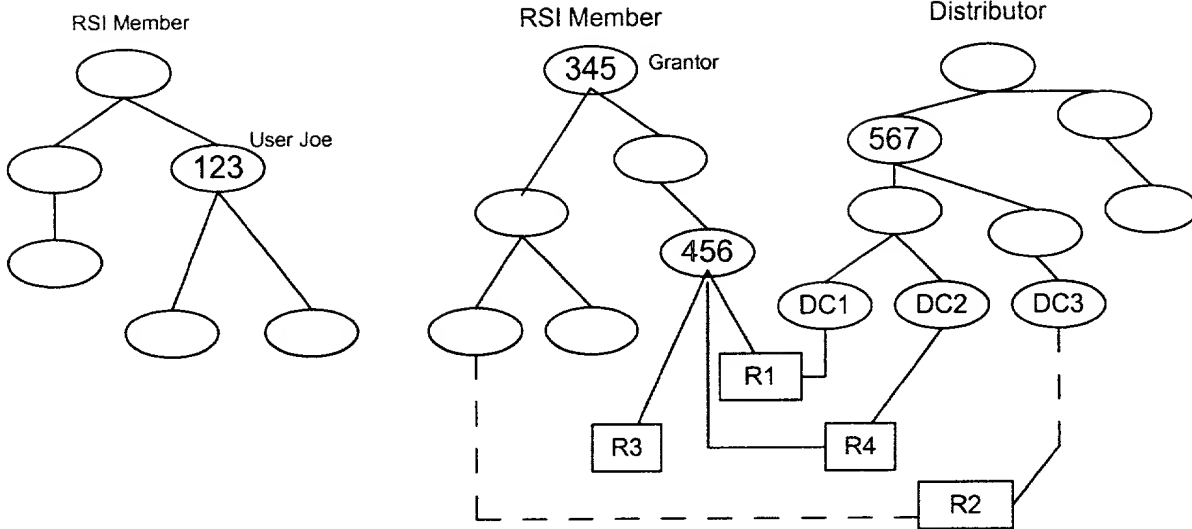 RSI Member
RSI Member
Distributor
345
Grantor
User Joe
123
567
456
DC1
DC2
DC3
R1
R3
R4
R2